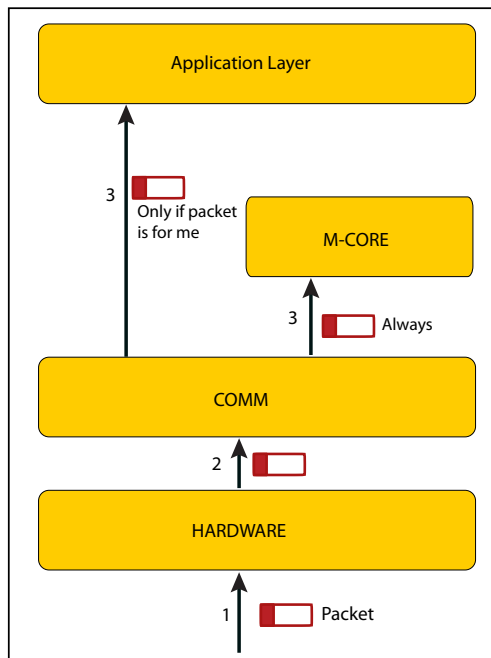 Application Layer
3
Only if packet
is for me
M-CORE
3
Always
COMM
2
HARDWARE
1
Packet